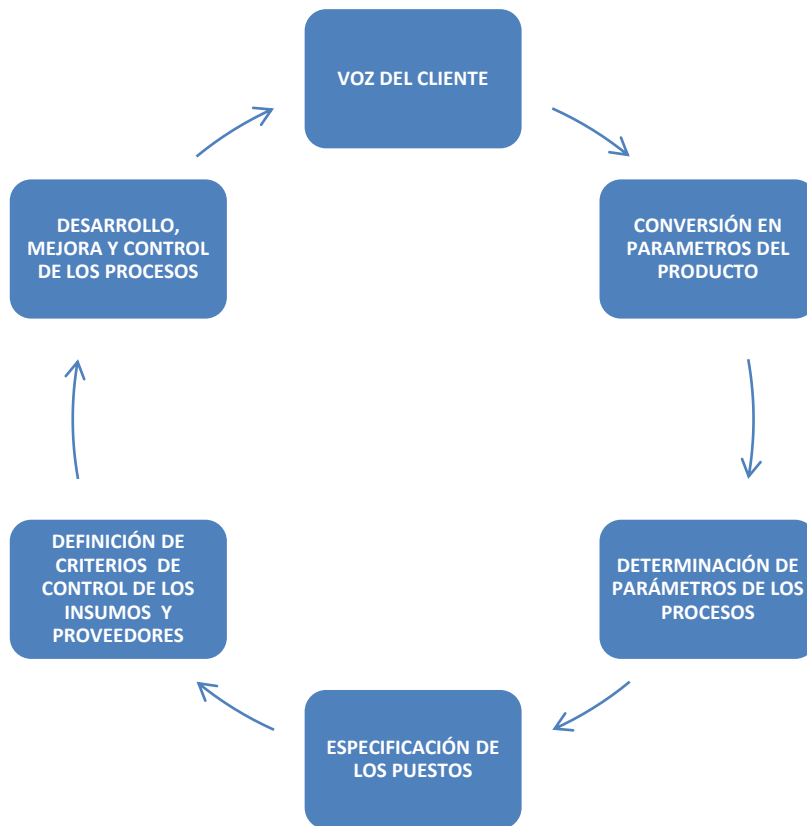 VOZ DEL CLIENTE
CONVERSIÓN EN
PARAMETROS DEL
PRODUCTO
DETERMINACIÓN DE
PARÁMETROS DE LOS
PROCESOS
ESPECIFICACIÓN DE
LOS PUESTOS
DEFINICIÓN DE
CRITERIOS DE
CONTROL DE LOS
INSUMOS Y
PROVEEDORES
DESARROLLO,
MEJORA Y CONTROL
DE LOS PROCESOS